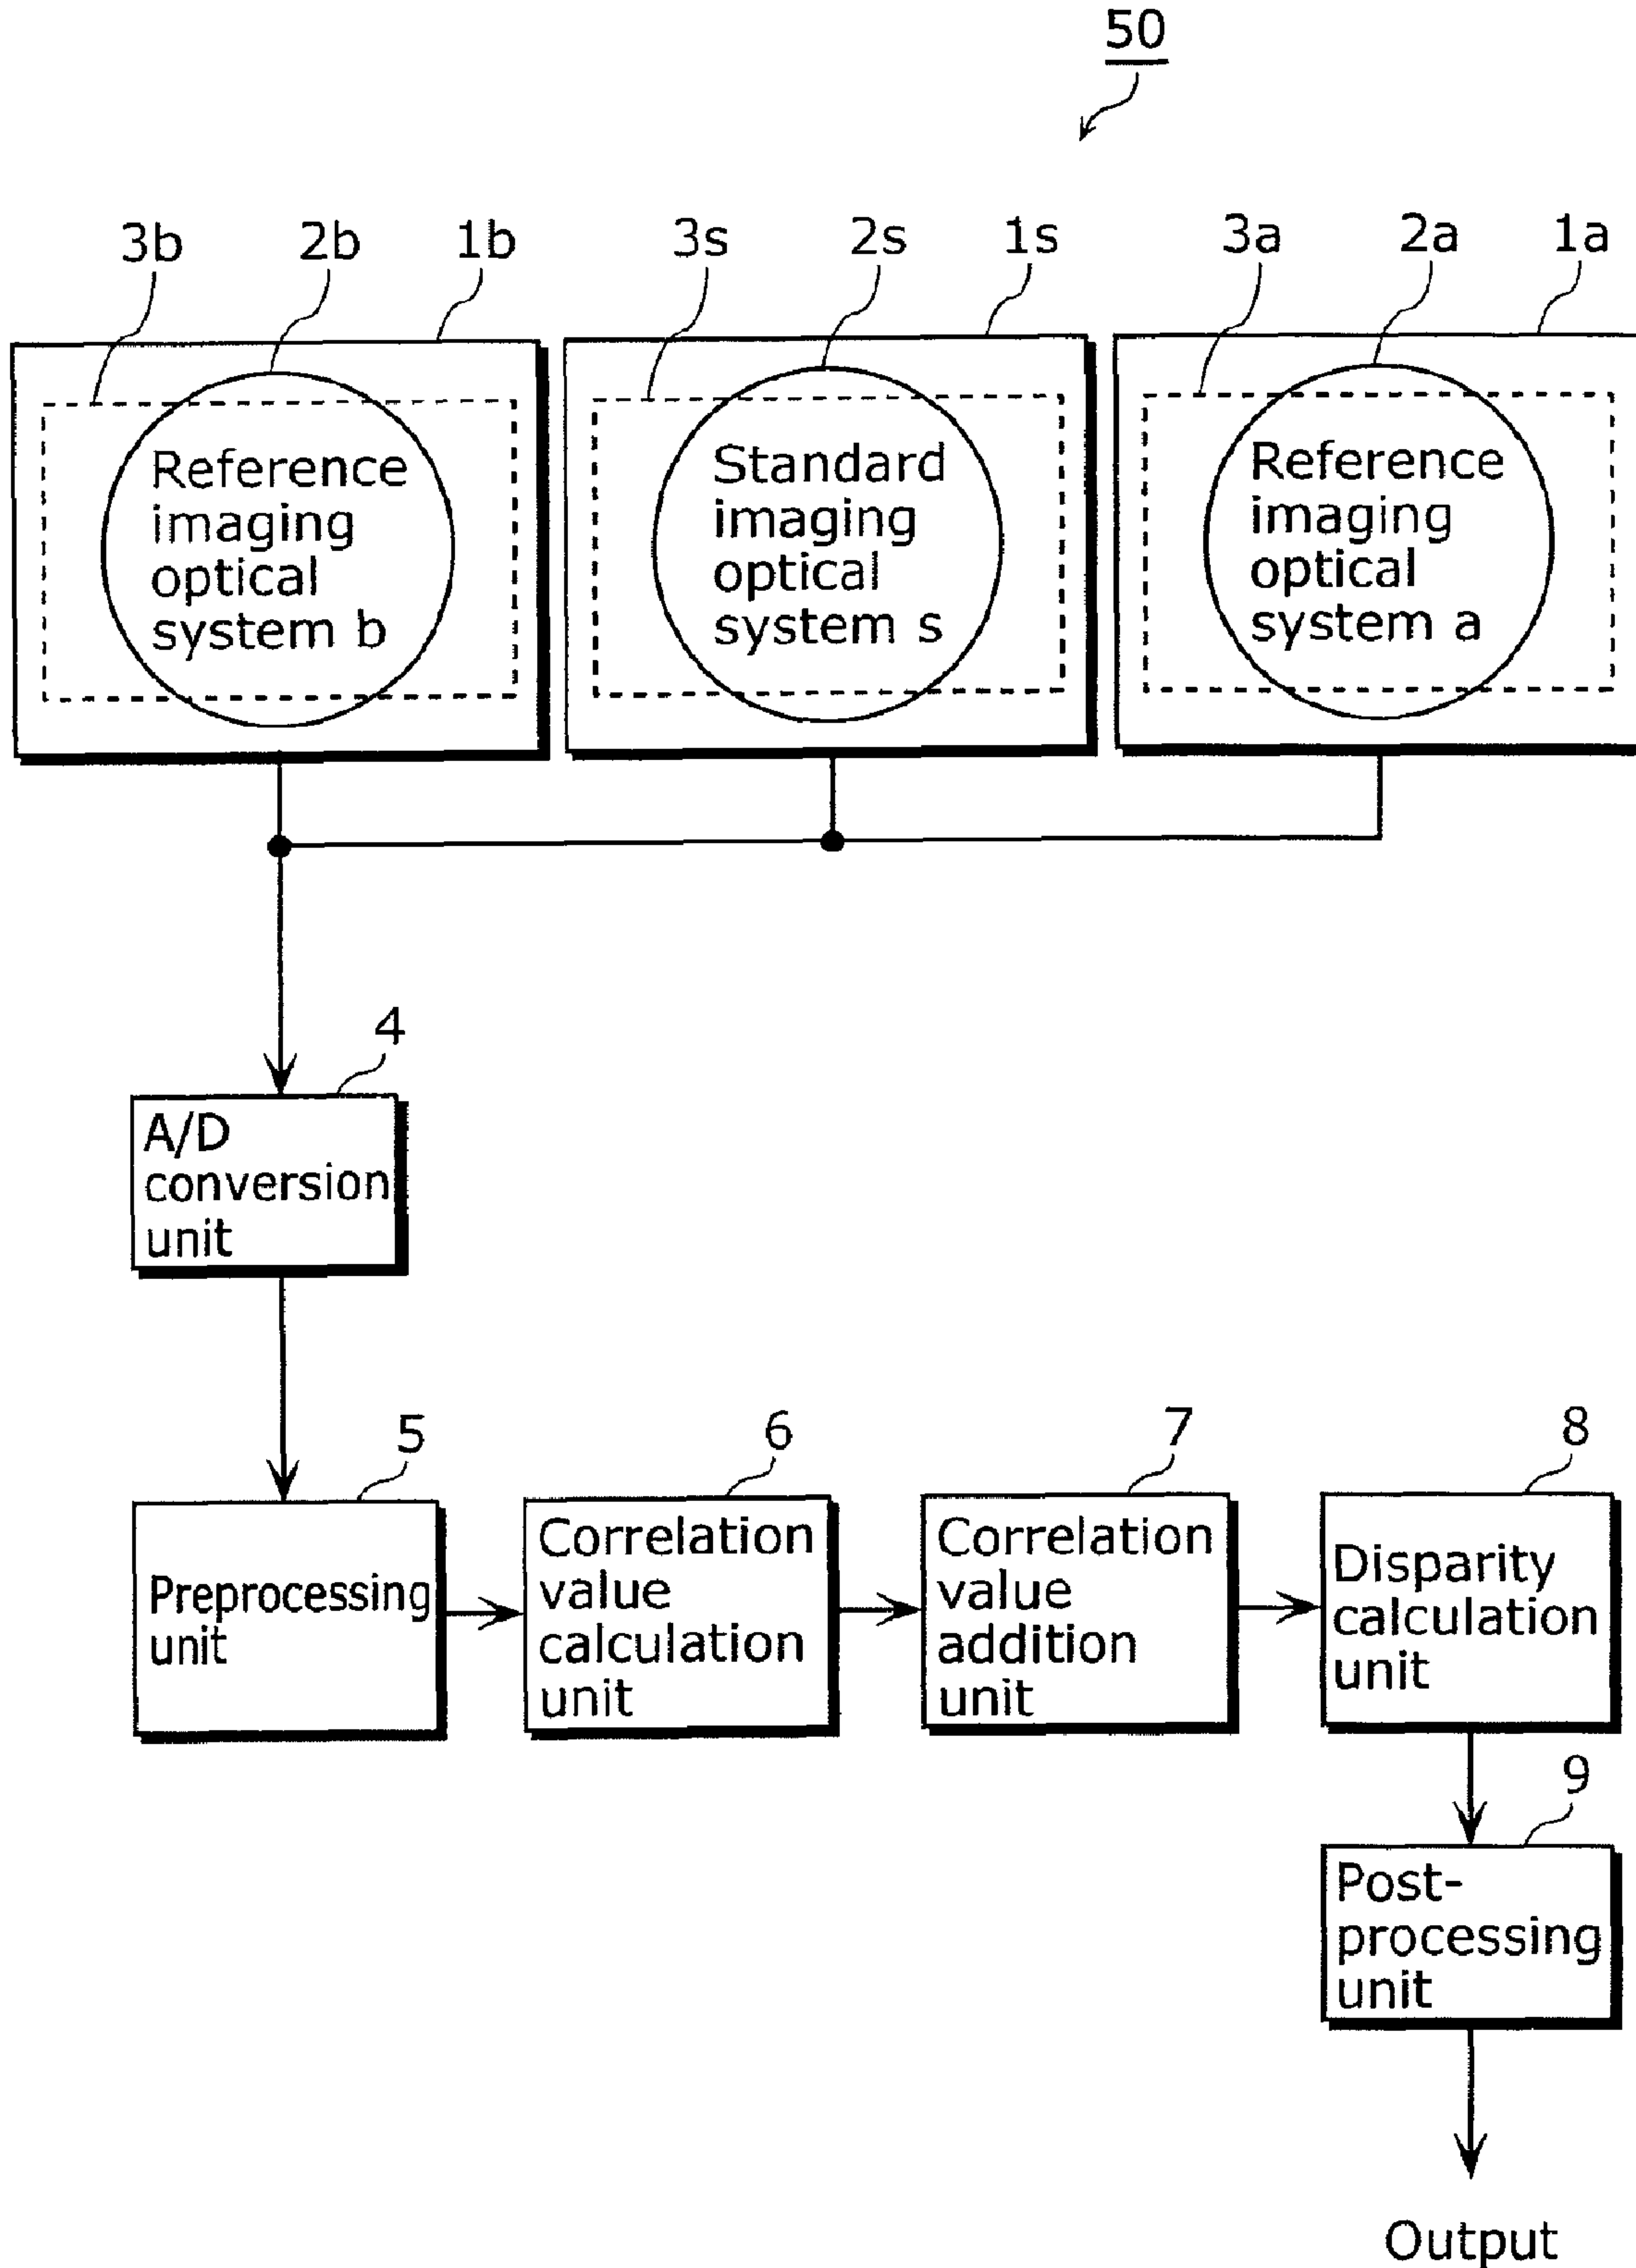 50
3b 2b 1b 3s 2s 1s 3a 2a 1a
Reference
imaging
optical
system b
Standard
imaging
optical
system s
Reference
imaging
optical
system a
4
A/D
conversion
unit
5
Preprocessing
unit
6
Correlation
value
calculation
unit
7
Correlation
value
addition
unit
8
Disparity
calculation
unit
9
Post-
processing
unit
Output